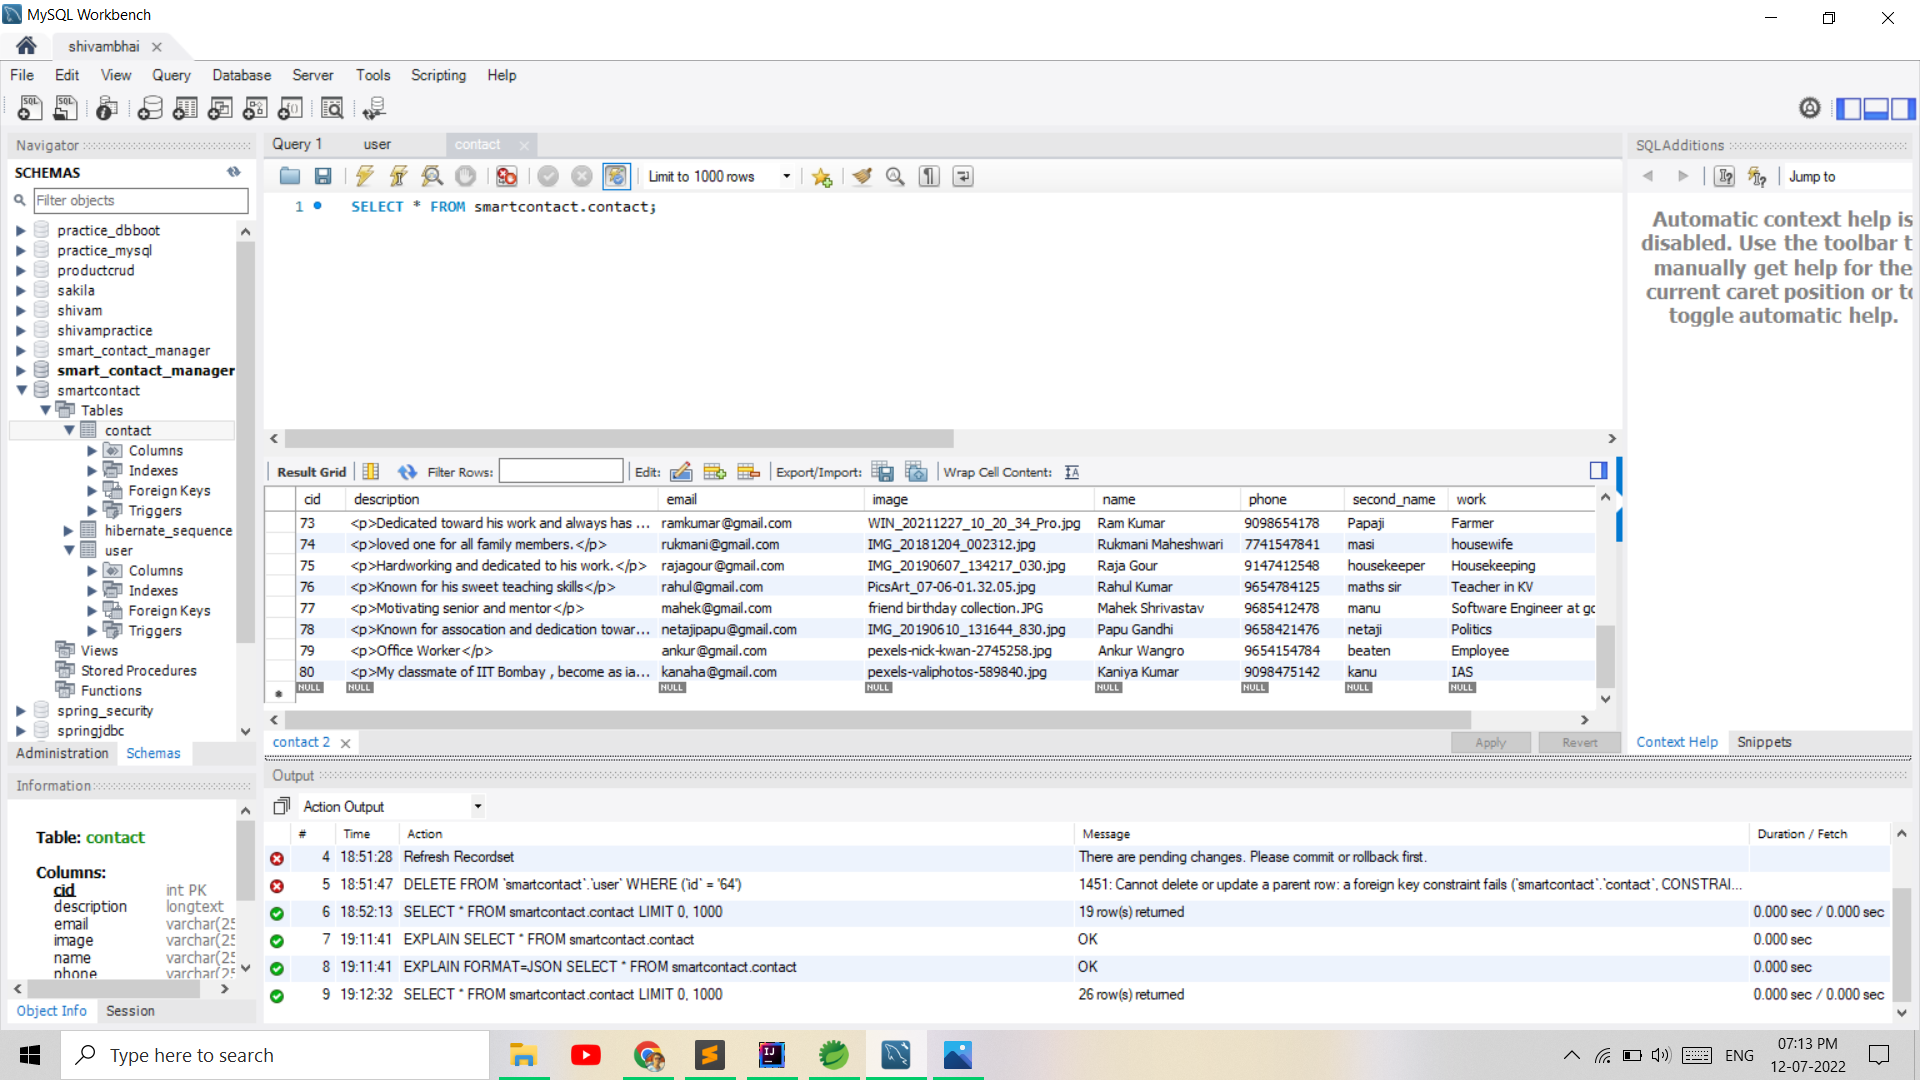 MySQL Workbench
shivambhai
File Edit View Query Database Server Tools Scripting Help
Navigator
SCHEMAS
Filter objects
practice_dbboot
practice_mysql
productcrud
sakila
shivam
shivampractice
smart_contact_manager
smart_contact_manager
smartcontact
Tables
contact
Columns
Indexes
Foreign Keys
Triggers
hibernate_sequence
user
Columns
Indexes
Foreign Keys
Triggers
Views
Stored Procedures
Functions
spring_security
springjdbc
Administration Schemas
Information
Table: contact
Columns:
cid int PK
description longtext
email varchar(25
image varchar(25
name varchar(25
phone varchar(25
Object Info Session
Query 1 user contact
Limit to 1000 rows
1 SELECT * FROM smartcontact.contact;
Result Grid Filter Rows: Edit: Export/Import: Wrap Cell Content:
cid description email image name phone second_name work
73 <p>Dedicated toward his work and always has ... ramkumar@gmail.com WIN_20211227_10_20_34_Pro.jpg Ram Kumar 9098654178 Papaji Farmer
74 <p>loved one for all family members.</p> rukmani@gmail.com IMG_20181204_002312.jpg Rukmani Maheshwari 7741547841 masi housewife
75 <p>Hardworking and dedicated to his work.</p> rajagour@gmail.com IMG_20190607_134217_030.jpg Raja Gour 9147412548 housekeeper Housekeeping
76 <p>Known for his sweet teaching skills</p> rahul@gmail.com PicsArt_07-06-01.32.05.jpg Rahul Kumar 9654784125 maths sir Teacher in KV
77 <p>Motivating senior and mentor</p> mahek@gmail.com friend birthday collection.JPG Mahek Shrivastav 9685412478 manu Software Engineer at go
78 <p>Known for assocation and dedication towar... netajipapu@gmail.com IMG_20190610_131644_830.jpg Papu Gandhi 9658421476 netaji Politics
79 <p>Office Worker</p> ankur@gmail.com pexels-nick-kwan-2745258.jpg Ankur Wangro 9654154784 beaten Employee
80 <p>My classmate of IIT Bombay , become as ia... kanaha@gmail.com pexels-valiphotos-589840.jpg Kaniya Kumar 9098475142 kanu IAS
NULL NULL NULL NULL NULL NULL NULL NULL
contact 2 Apply Revert
SQLAdditions
Jump to
Automatic context help is
disabled. Use the toolbar t
manually get help for the
current caret position or to
toggle automatic help.
Context Help Snippets
Output
Action Output
# Time Action Message Duration / Fetch
4 18:51:28 Refresh Recordset There are pending changes. Please commit or rollback first.
5 18:51:47 DELETE FROM `smartcontact`.`user` WHERE (`id` = '64') 1451: Cannot delete or update a parent row: a foreign key constraint fails (`smartcontact`.`contact`, CONSTRAI...
6 18:52:13 SELECT * FROM smartcontact.contact LIMIT 0, 1000 19 row(s) returned 0.000 sec / 0.000 sec
7 19:11:41 EXPLAIN SELECT * FROM smartcontact.contact OK 0.000 sec
8 19:11:41 EXPLAIN FORMAT=JSON SELECT * FROM smartcontact.contact OK 0.000 sec
9 19:12:32 SELECT * FROM smartcontact.contact LIMIT 0, 1000 26 row(s) returned 0.000 sec / 0.000 sec
Type here to search
ENG
07:13 PM
12-07-2022